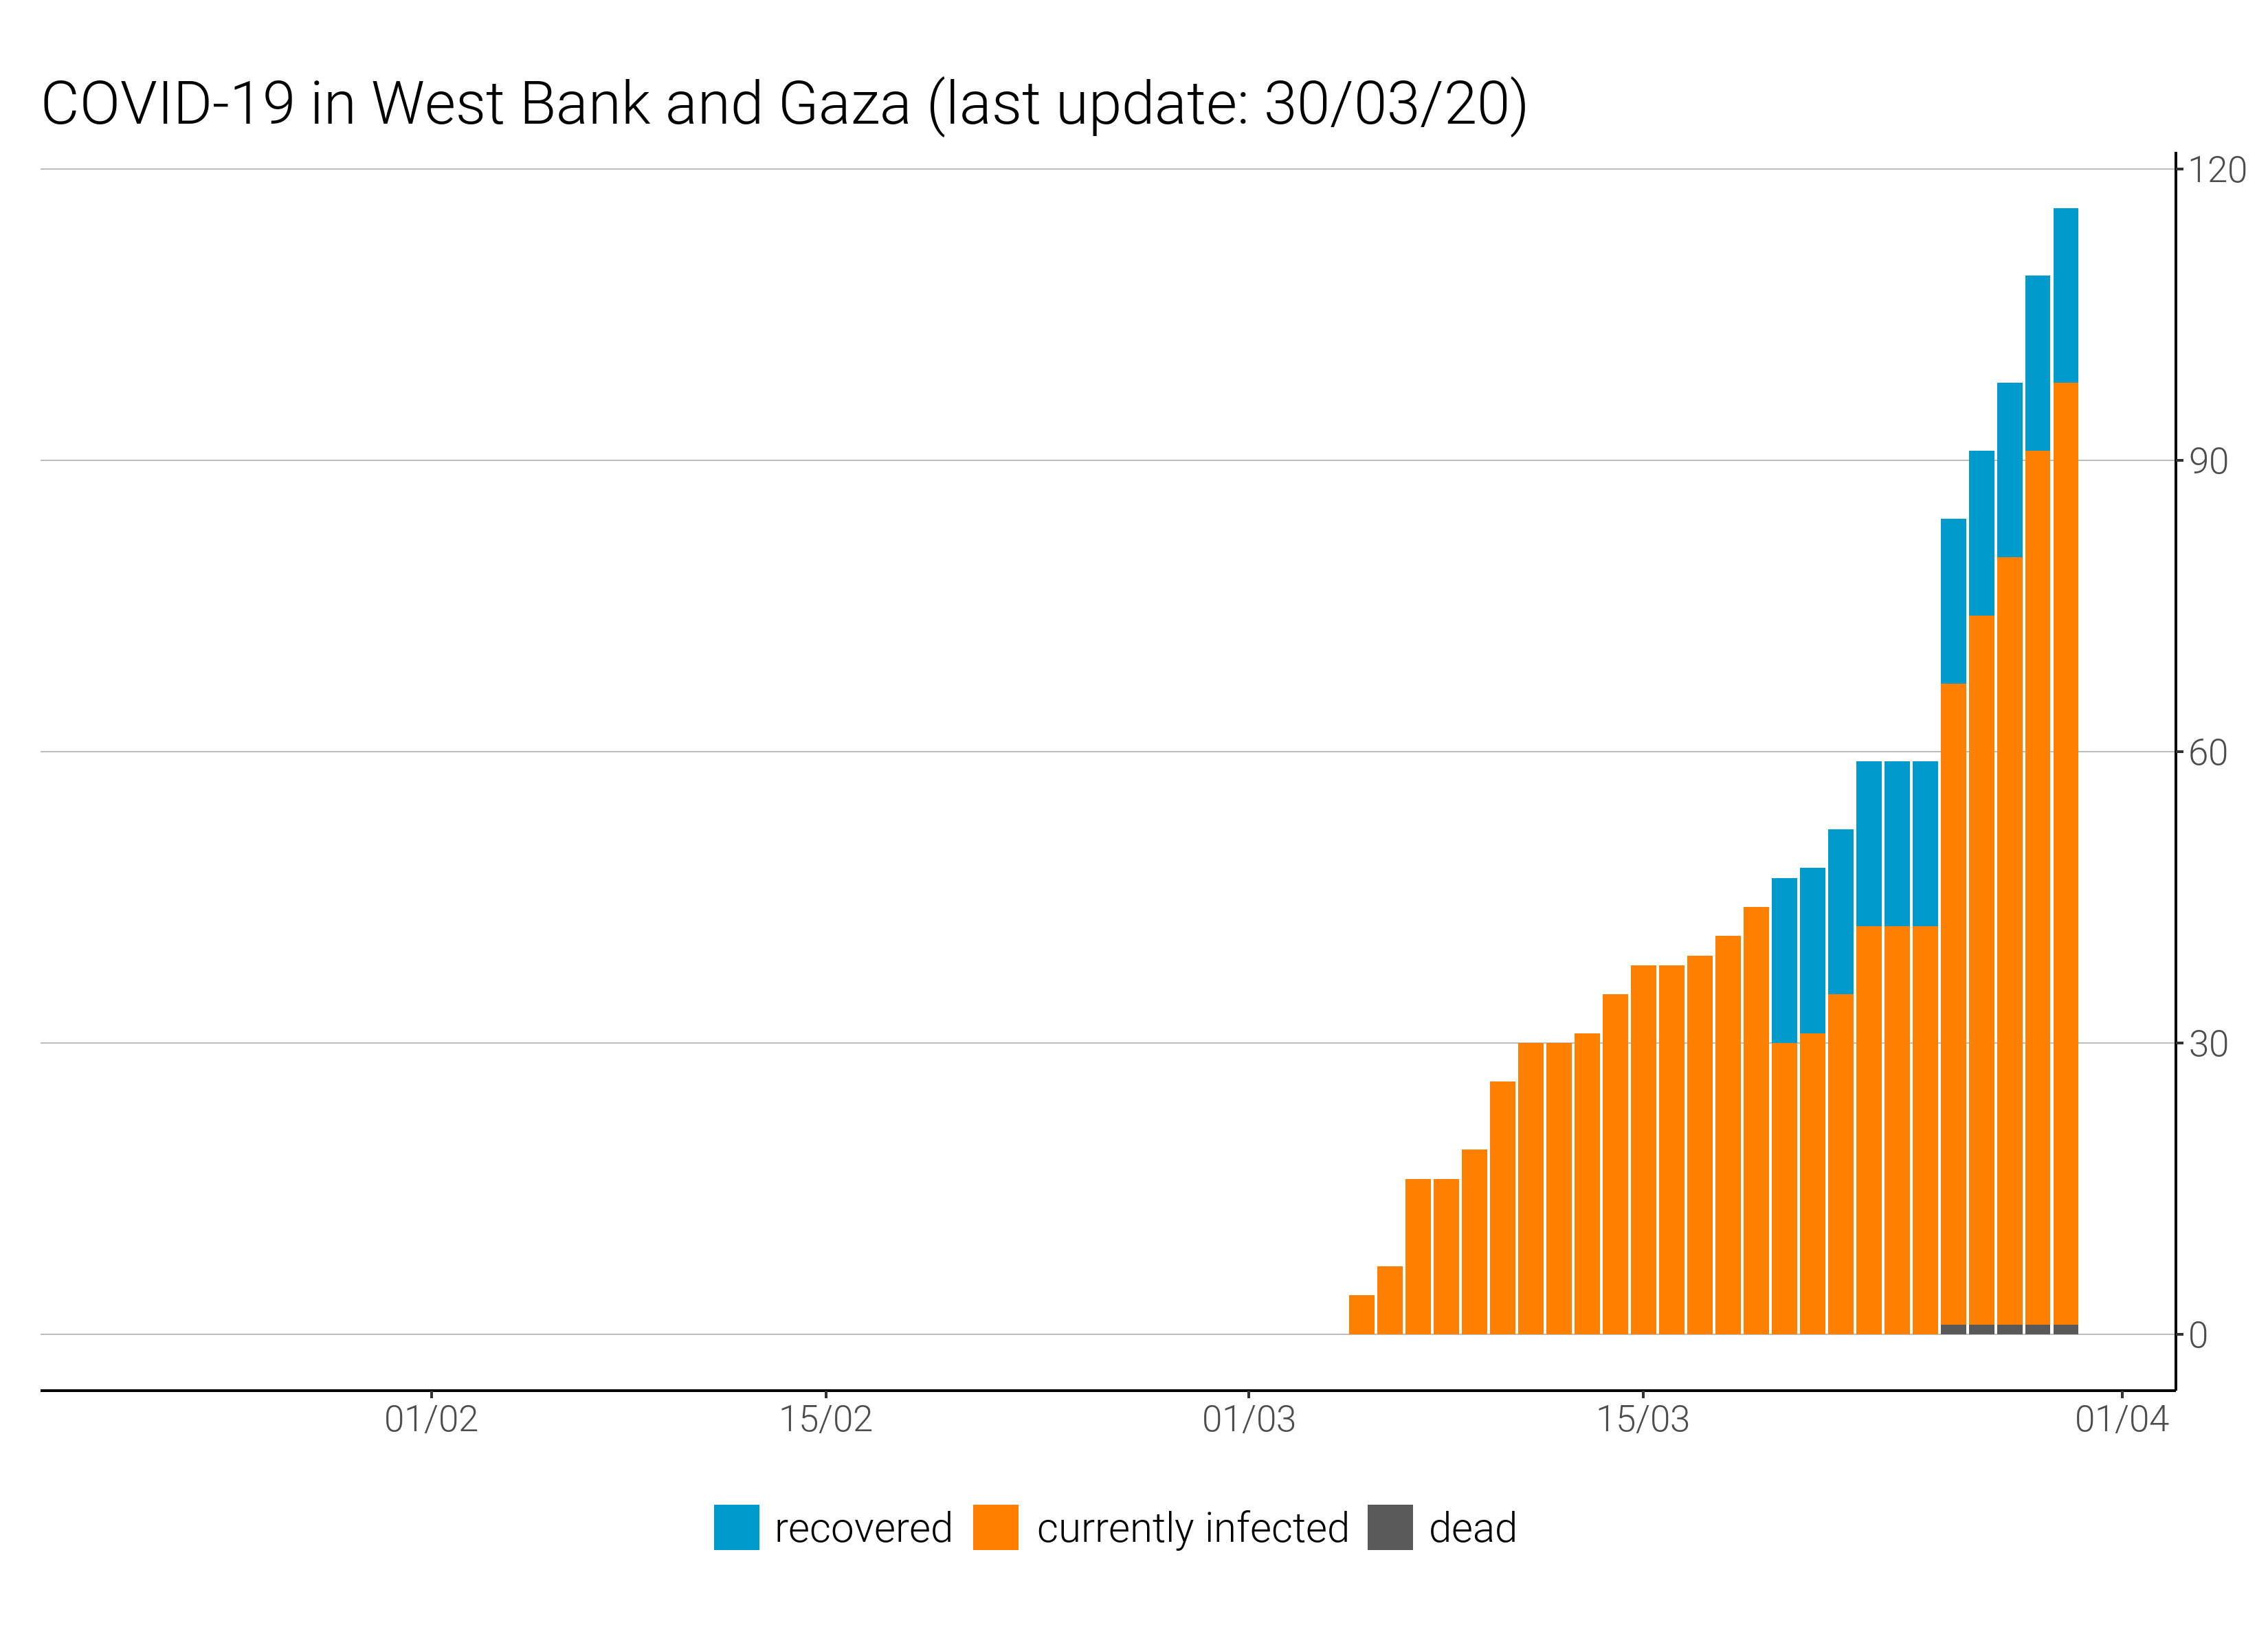 COVID-19 in West Bank and Gaza (last update: 30/03/20)
120
90
60
30
0
01/02 15/02 01/03 15/03 01/04
recovered currently infected dead